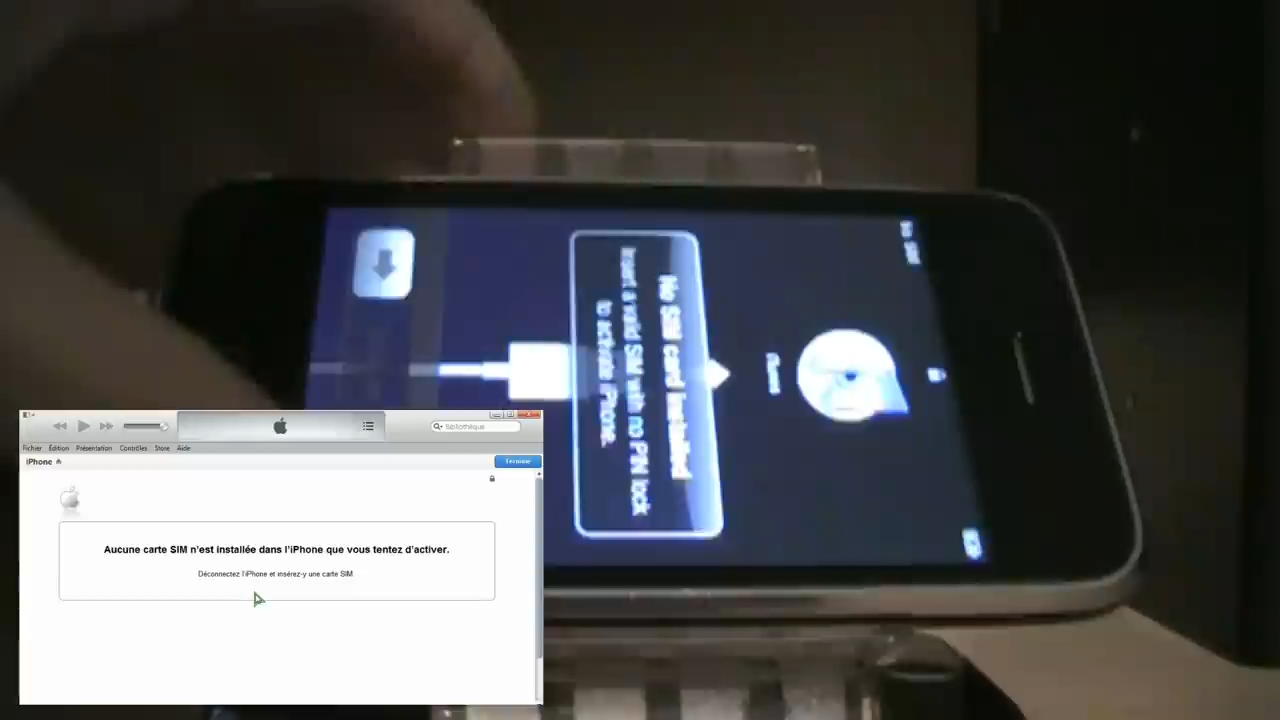 No SIM
iTunes
No SIM card installed
Insert a valid SIM with no PIN lock
to activate iPhone.
Bibliothèque
Fichier Édition Présentation Contrôles Store Aide
iPhone
Terminé
Aucune carte SIM n'est installée dans l'iPhone que vous tentez d'activer.
Déconnectez l'iPhone et insérez-y une carte SIM